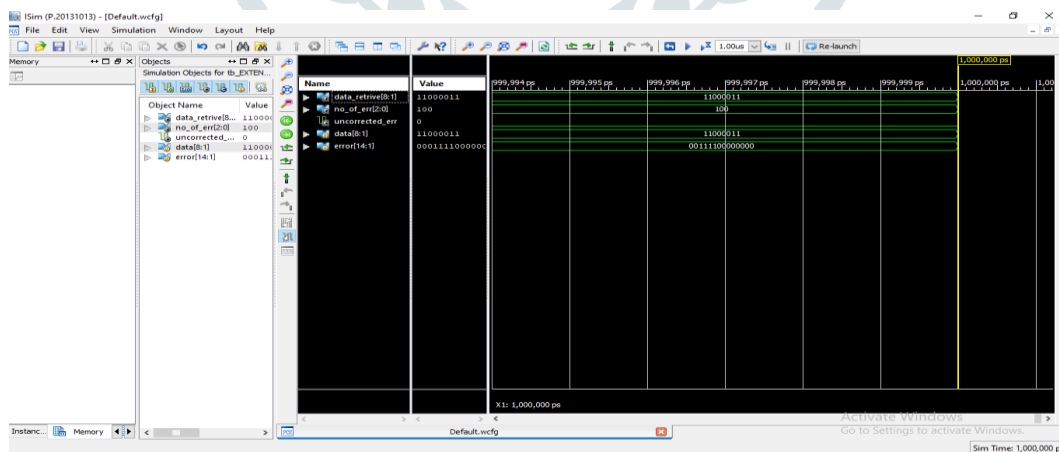 ISim (P.20131013) - [Default.wcfg]
File Edit View Simulation Window Layout Help
1.00us Re-launch
Memory
Objects
Simulation Objects for tb_EXTEN...
Object Name Value
data_retrive[8... 11000
no_of_err[2:0] 100
uncorrected_... 0
data[8:1] 11000
error[14:1] 00011
Name Value
data_retrive[8:1] 11000011
no_of_err[2:0] 100
uncorrected_err 0
data[8:1] 11000011
error[14:1] 000111100000
1,000,000 ps
999,994 ps 999,995 ps 999,996 ps 999,997 ps 999,998 ps 999,999 ps 1,000,000 ps 1,00
11000011
100
11000011
00111100000000
X1: 1,000,000 ps
Activate Windows
Go to Settings to activate Windows.
Instanc... Memory
Default.wcfg
Sim Time: 1,000,000 p